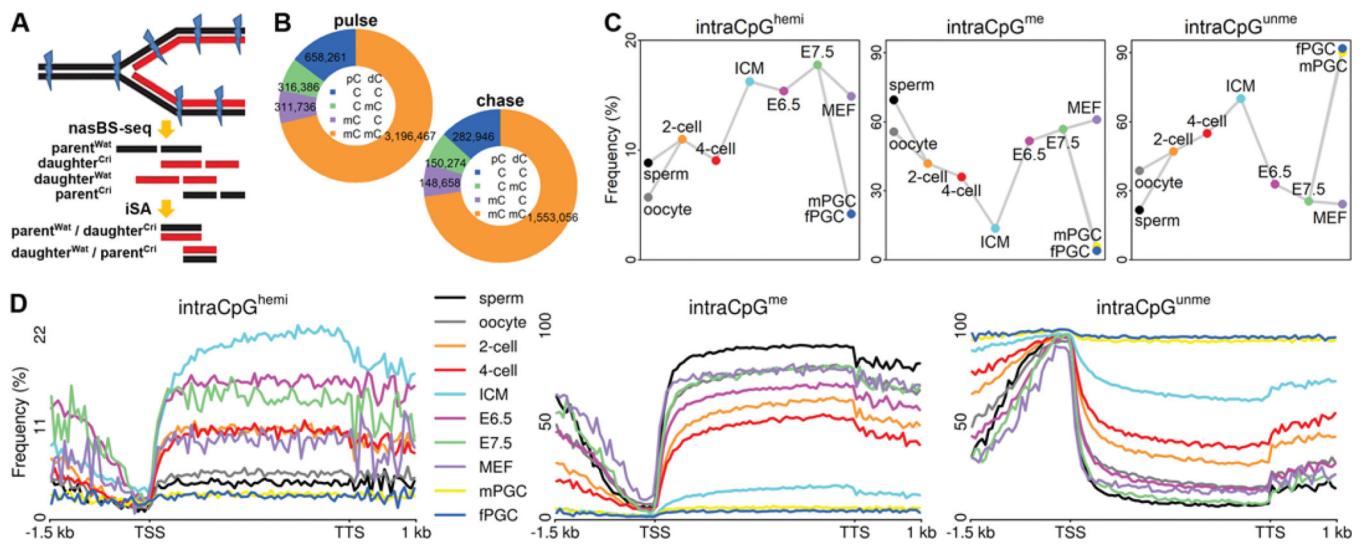 A
nasBS-seq
parentWat
daughterCri
daughterWat
parentCri
iSA
parentWat / daughterCri
daughterWat / parentCri
B
pulse
658,261
316,386
311,736
3,196,467
pC dC
C C
C mC
mC C
mC mC
chase
282,946
150,274
148,658
1,553,056
pC dC
C C
C mC
mC C
mC mC
C
intraCpGhemi
Frequency (%)
20
10
0
sperm
oocyte
2-cell
4-cell
ICM
E6.5
E7.5
MEF
mPGC
fPGC
intraCpGme
90
60
30
0
sperm
oocyte
2-cell
4-cell
ICM
E6.5
E7.5
MEF
mPGC
fPGC
intraCpGunme
90
60
30
0
oocyte
sperm
2-cell
4-cell
ICM
E6.5
E7.5
MEF
fPGC
mPGC
D
intraCpGhemi
Frequency (%)
22
11
0
-1.5 kb TSS TTS 1 kb
sperm
oocyte
2-cell
4-cell
ICM
E6.5
E7.5
MEF
mPGC
fPGC
intraCpGme
100
50
0
-1.5 kb TSS TTS 1 kb
intraCpGunme
100
50
0
-1.5 kb TSS TTS 1 kb